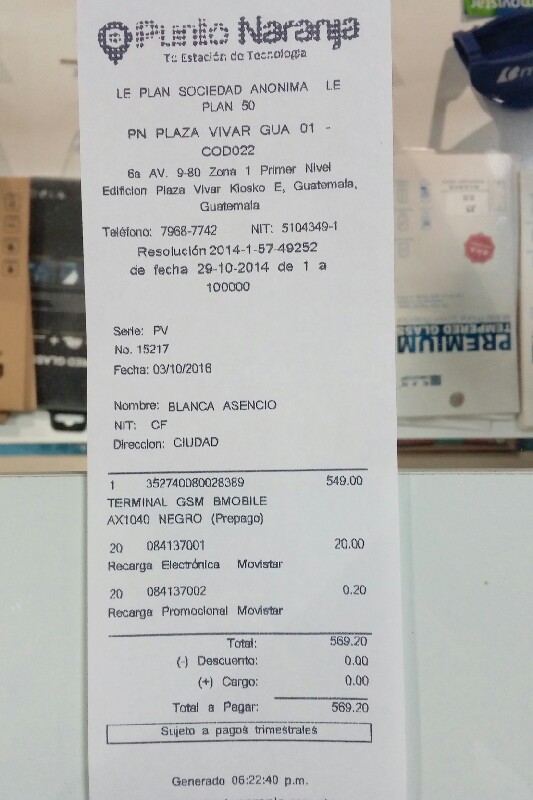 Punto Naranja
Tu Estación de Tecnología
LE PLAN SOCIEDAD ANONIMA LE
PLAN 50
PN PLAZA VIVAR GUA 01 -
COD022
6a AV. 9-80 Zona 1 Primer Nivel
Edificion Plaza Vivar Kiosko E, Guatemala,
Guatemala
Teléfono: 7968-7742 NIT: 5104349-1
Resolución 2014-1-57-49252
de fecha 29-10-2014 de 1 a
100000
Serie: PV
No. 15217
Fecha: 03/10/2016
Nombre: BLANCA ASENCIO
NIT: CF
Direccion: CIUDAD
1 352740080028389 549.00
TERMINAL GSM BMOBILE
AX1040 NEGRO (Prepago)
20 084137001 20.00
Recarga Electrónica Movistar
20 084137002 0.20
Recarga Promocional Movistar
Total: 569.20
(-) Descuento: 0.00
(+) Cargo: 0.00
Total a Pagar: 569.20
Sujeto a pagos trimestrales
Generado 06:22:40 p.m.
movistar
PREMIUM
TEMPERED GLASS